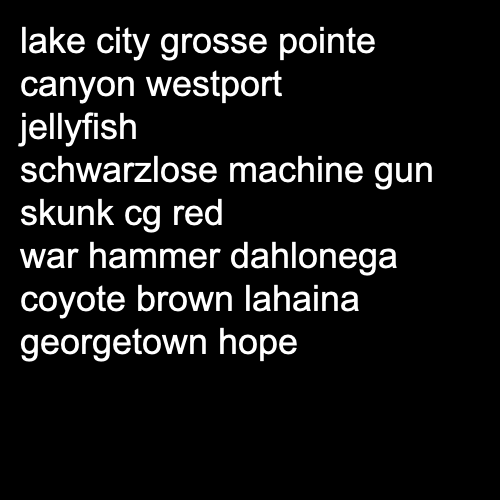 lake city grosse pointe
canyon westport
jellyfish
schwarzlose machine gun
skunk cg red
war hammer dahlonega
coyote brown lahaina
georgetown hope